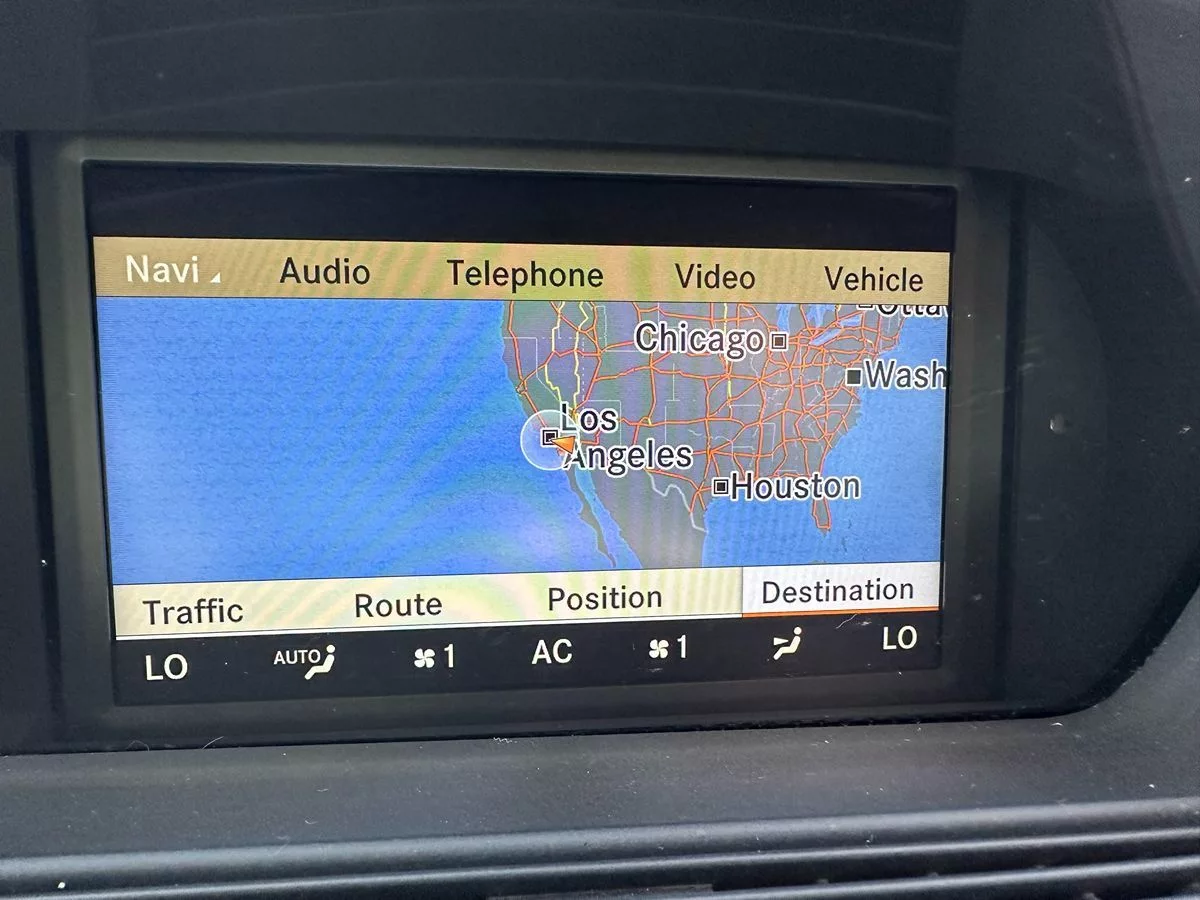 Navi Audio Telephone Video Vehicle
Chicago
Wash
Los
Angeles
Houston
Traffic Route Position Destination
LO AUTO 1 AC 1 LO